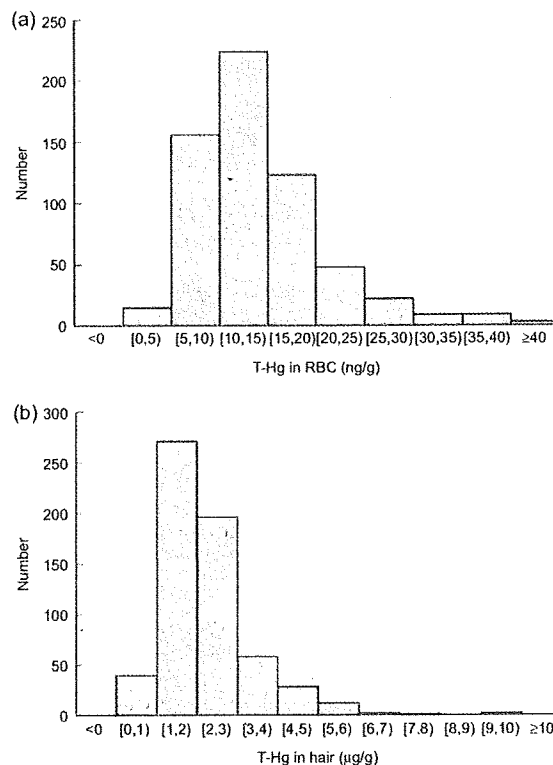 (a)
250
200
150
100
50
0
Number
<0 [0,5) [5,10) [10,15) [15,20) [20,25) [25,30) [30,35) [35,40) ≥40
T-Hg in RBC (ng/g)
(b)
300
250
200
150
100
50
0
Number
<0 [0,1) [1,2) [2,3) [3,4) [4,5) [5,6) [6,7) [7,8) [8,9) [9,10) ≥10
T-Hg in hair (μg/g)